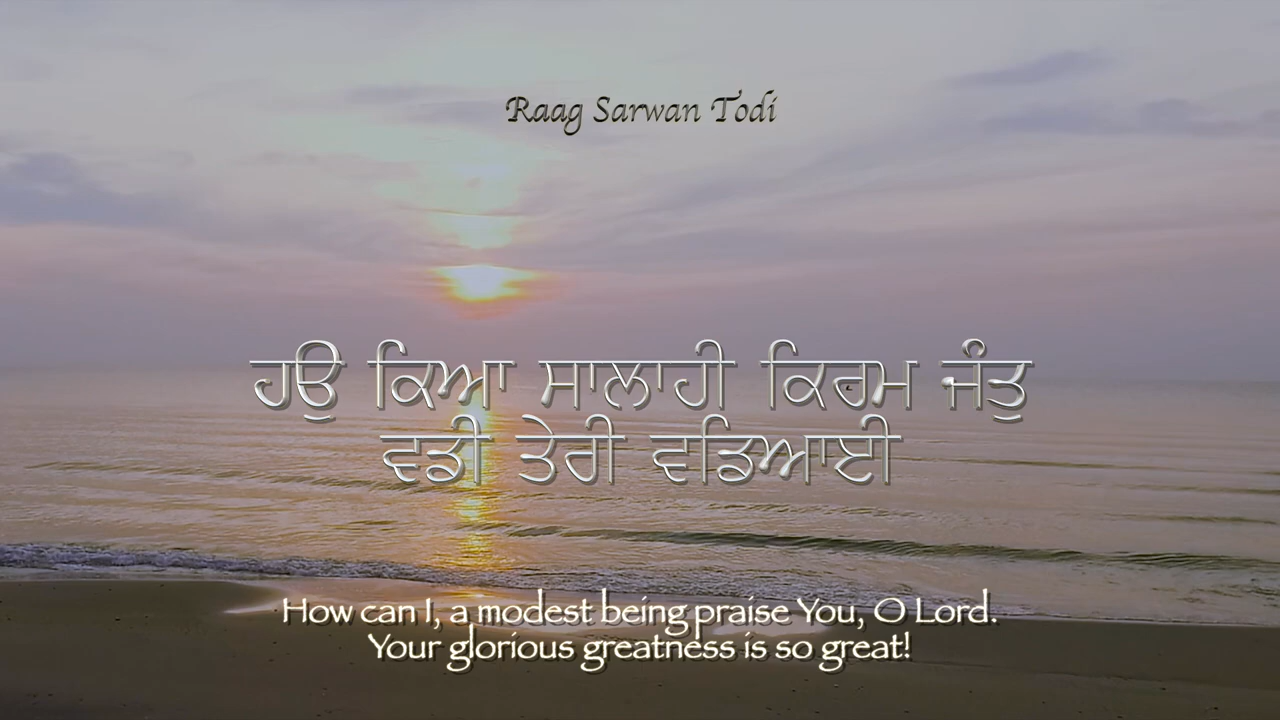 Raag Sarwan Todi
ਹਉ ਕਿਆ ਸਾਲਾਹੀ ਕਿਰਮ ਜੰਤੁ
ਵਡੀ ਤੇਰੀ ਵਡਿਆਈ
How can I, a modest being praise You, O Lord.
Your glorious greatness is so great!